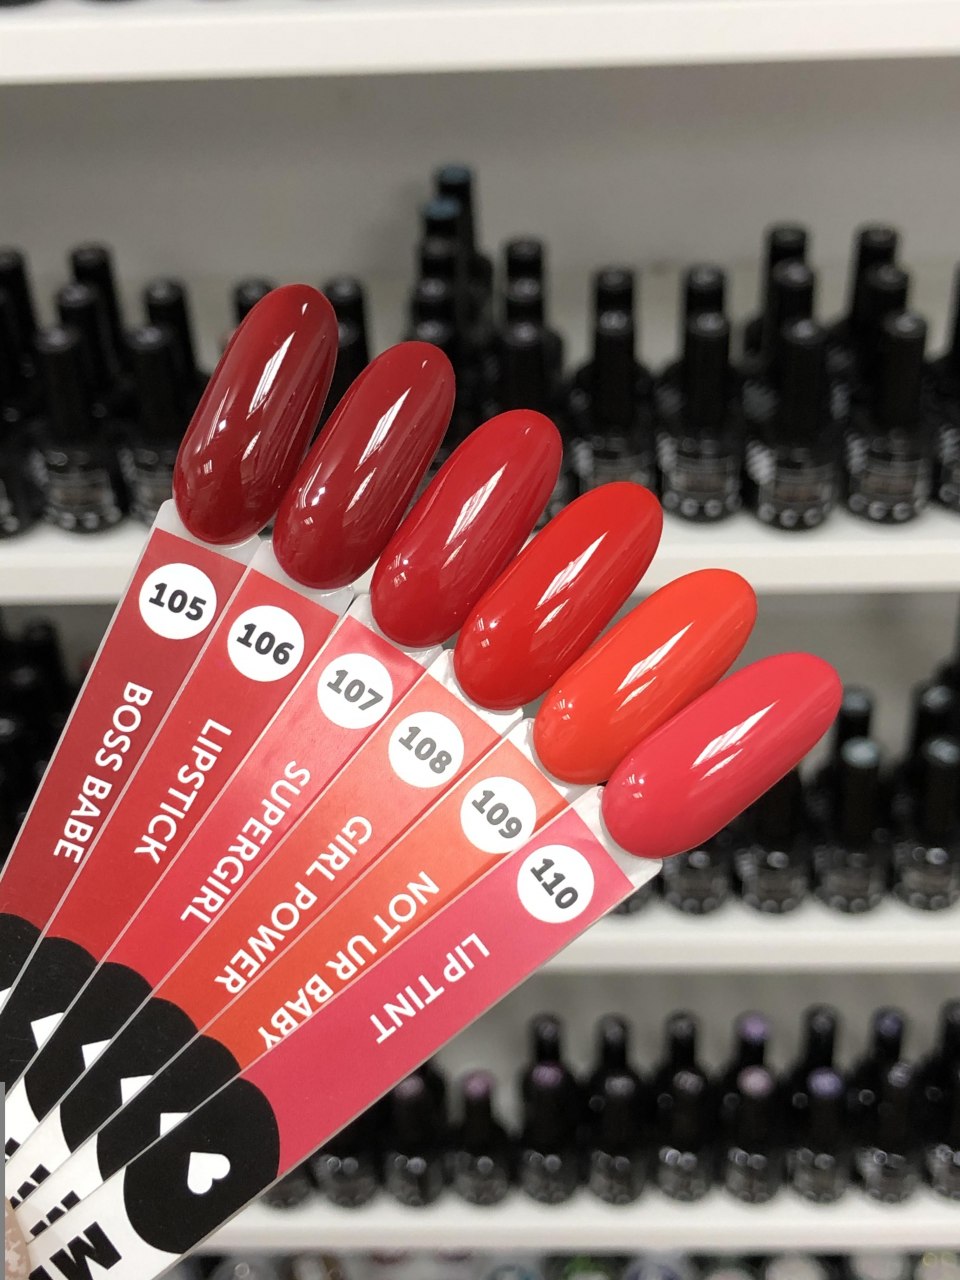 105
BOSS BABE
106
LIPSTICK
107
SUPERGIRL
108
GIRL POWER
109
NOT UR BABY
110
LIP TINT